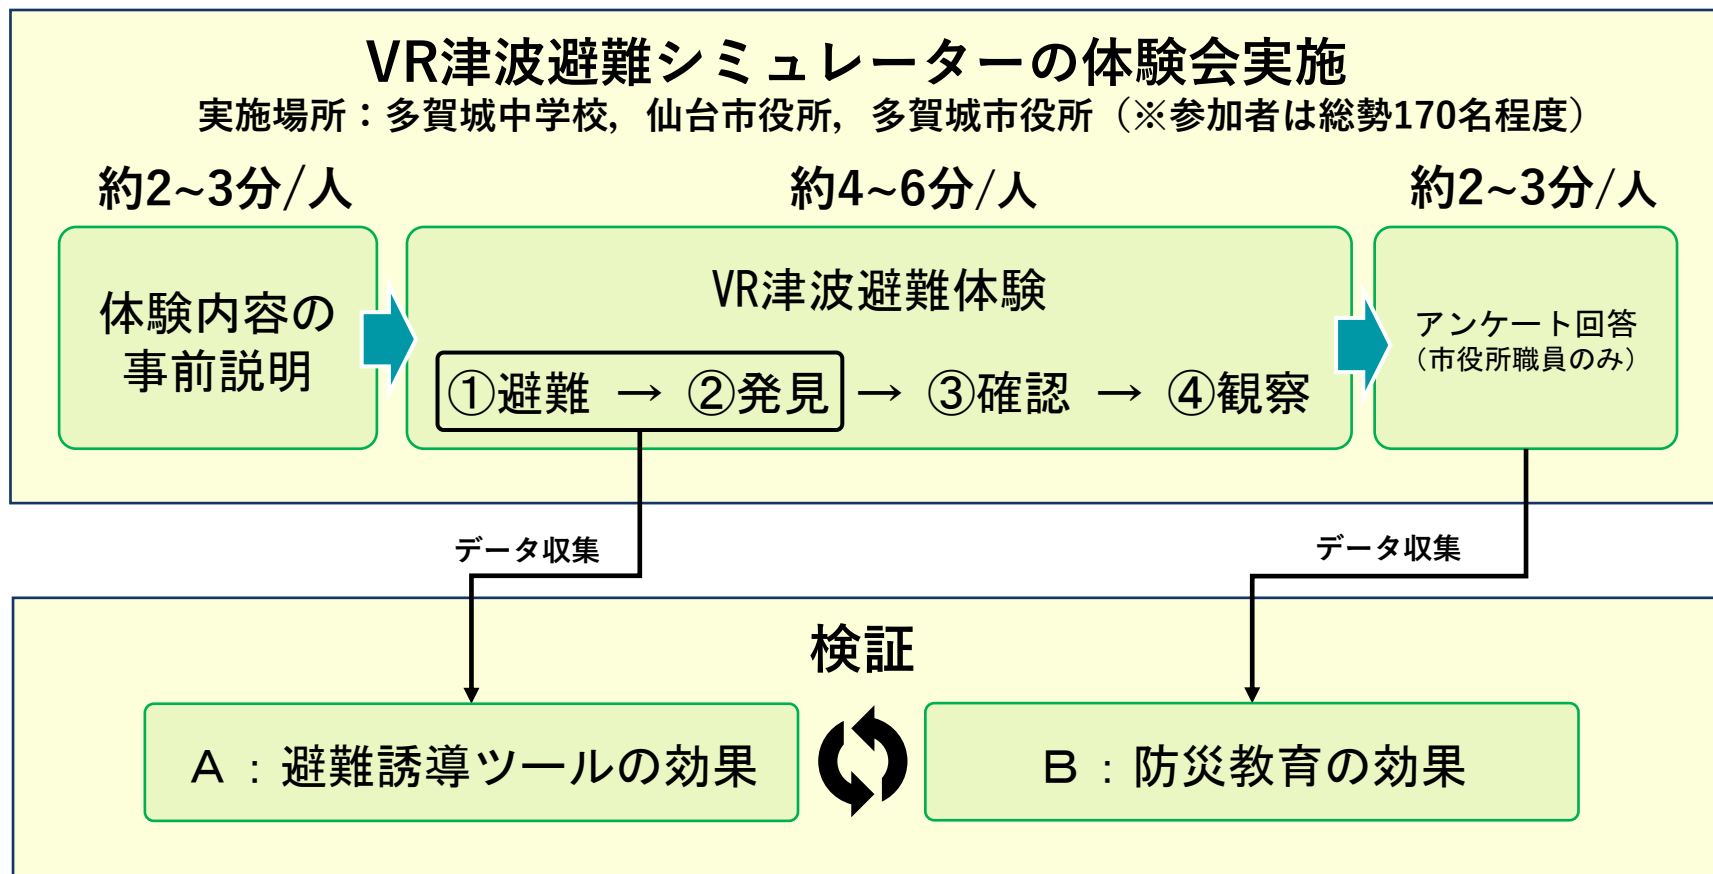 VR津波避難シミュレーターの体験会実施
実施場所：多賀城中学校，仙台市役所，多賀城市役所（※参加者は総勢170名程度）
約2~3分/人
約4~6分/人
約2~3分/人
体験内容の
事前説明
VR津波避難体験
①避難 → ②発見 → ③確認 → ④観察
アンケート回答
（市役所職員のみ）
データ収集
データ収集
検証
A：避難誘導ツールの効果
B：防災教育の効果